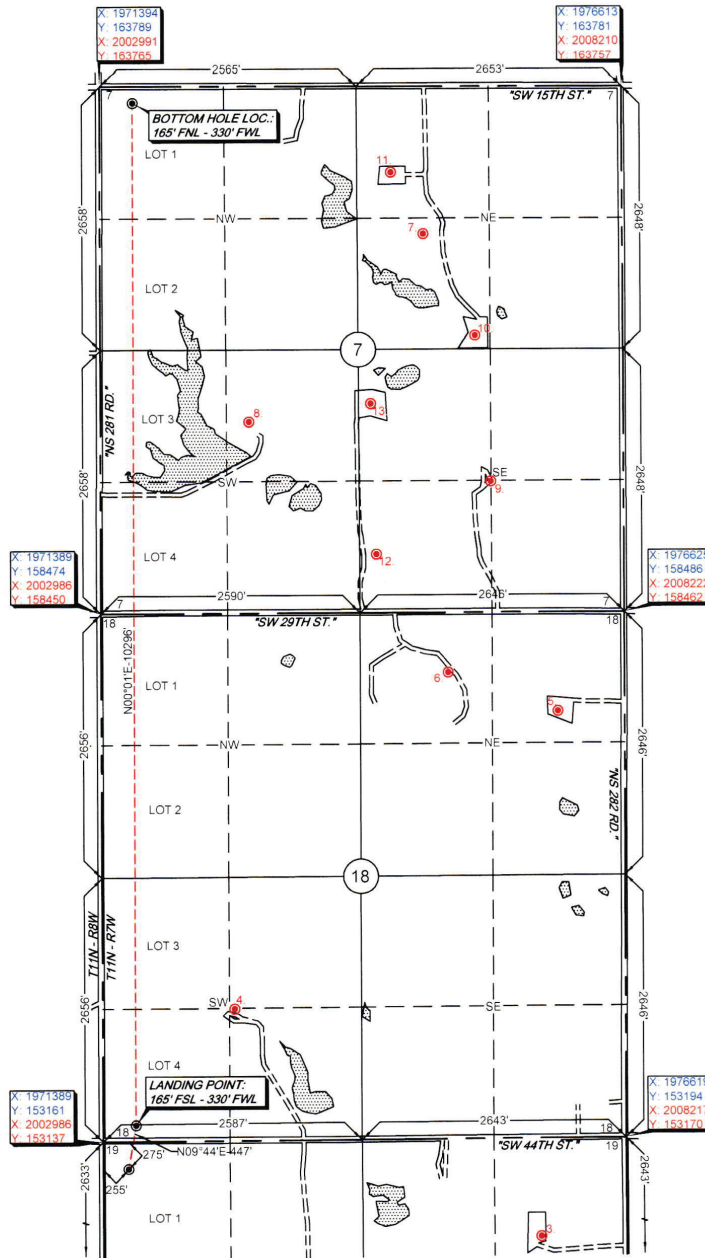 X: 1971394
Y: 163789
X: 2002991
Y: 163765
X: 1976613
Y: 163781
X: 2008210
Y: 163757
2565'
2653'
7
"SW 15TH ST."
7
BOTTOM HOLE LOC.:
165' FNL - 330' FWL
LOT 1
11.
2658'
NW
NE
2648'
7.
LOT 2
10.
7
"NS 281 RD."
LOT 3
8.
13.
2658'
SW
SE
9.
2648'
X: 1971389
Y: 158474
X: 2002986
Y: 158450
LOT 4
12.
X: 1976625
Y: 158486
X: 2008222
Y: 158462
7
2590'
2646'
7
18
"SW 29TH ST."
18
N00°01'E-10296'
LOT 1
6.
5.
2656'
NW
NE
2646'
LOT 2
"NS 282 RD."
18
T11N - R8W
T11N - R7W
LOT 3
2656'
SW
4.
SE
2646'
LOT 4
X: 1971389
Y: 153161
X: 2002986
Y: 153137
LANDING POINT:
165' FSL - 330' FWL
X: 1976619
Y: 153194
X: 2008217
Y: 153170
18
2587'
2643'
18
19
N09°44'E-447'
"SW 44TH ST."
19
2633'
275'
255'
2643'
LOT 1
3.